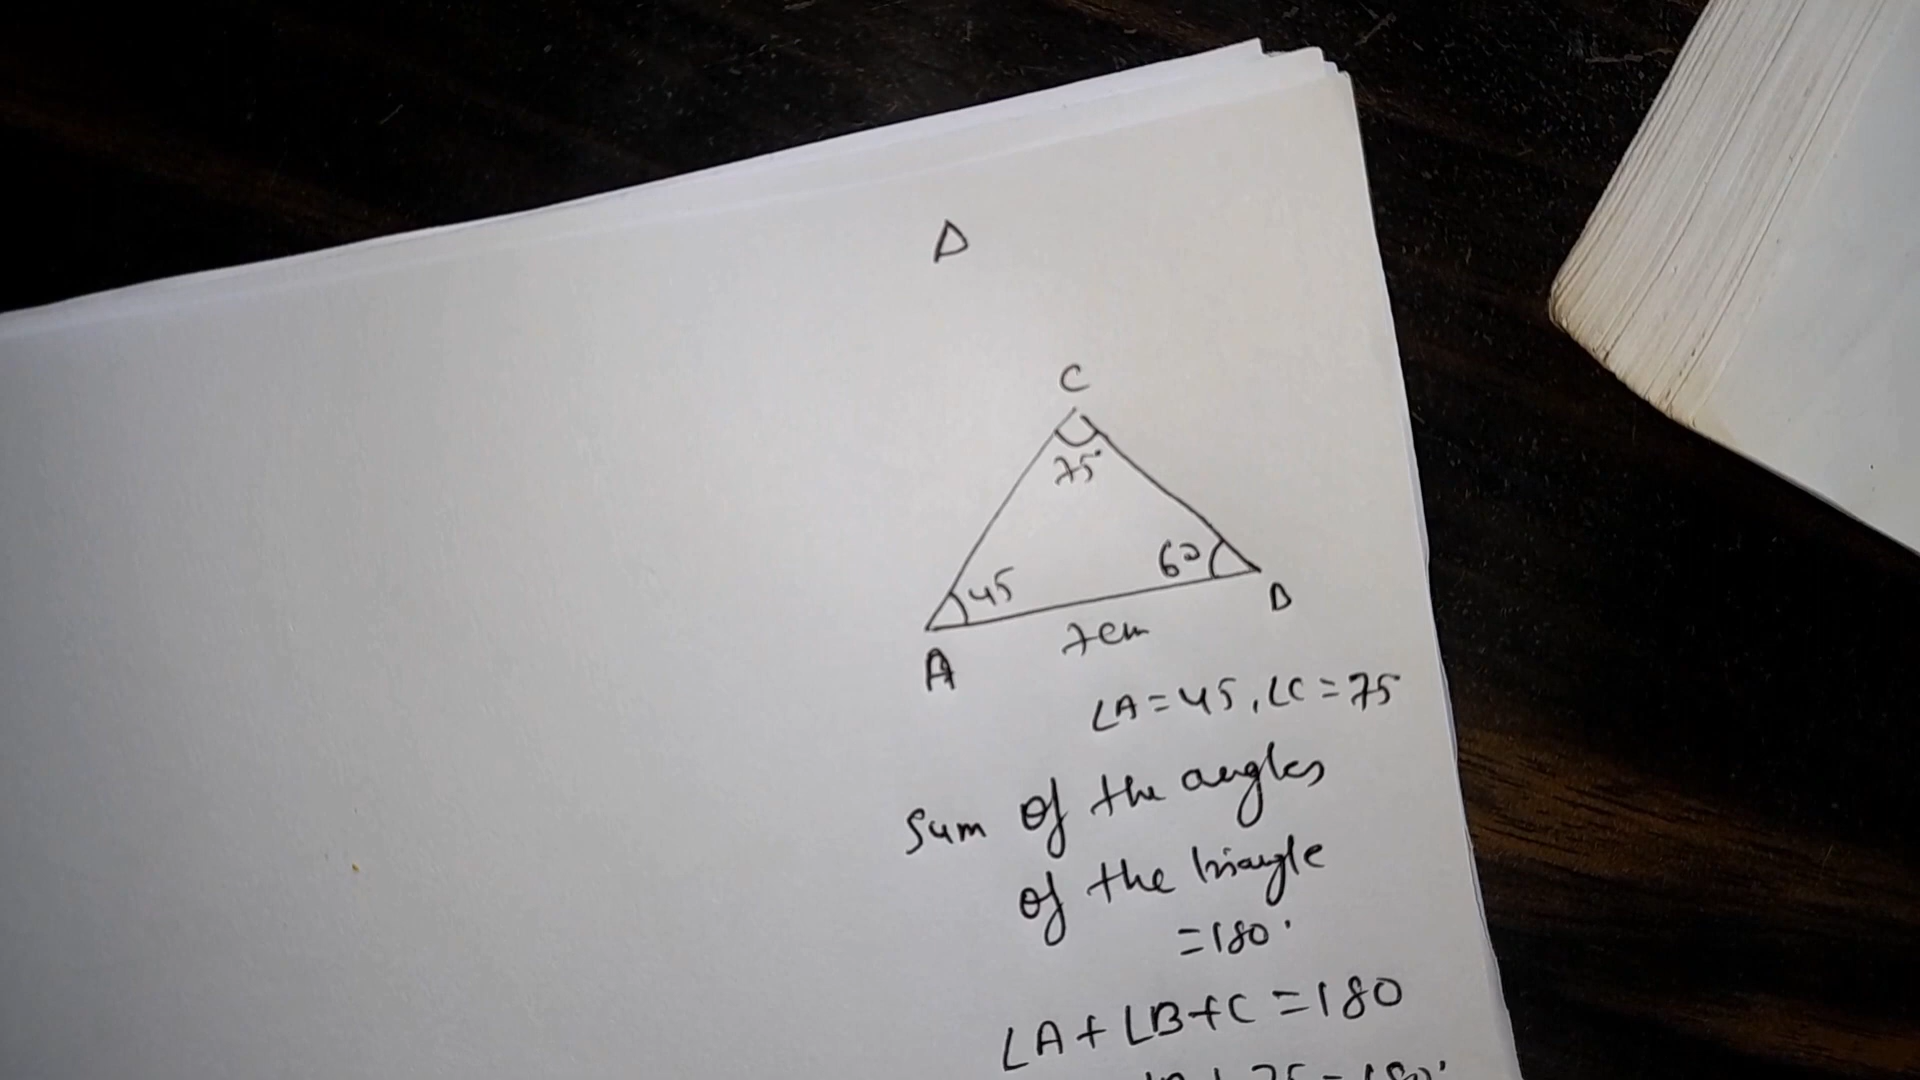 D
C
75°
45
60
A
B
7cm
∠A=45, ∠C=75
Sum of the angles
of the triangle
=180°
∠A+∠B+C=180